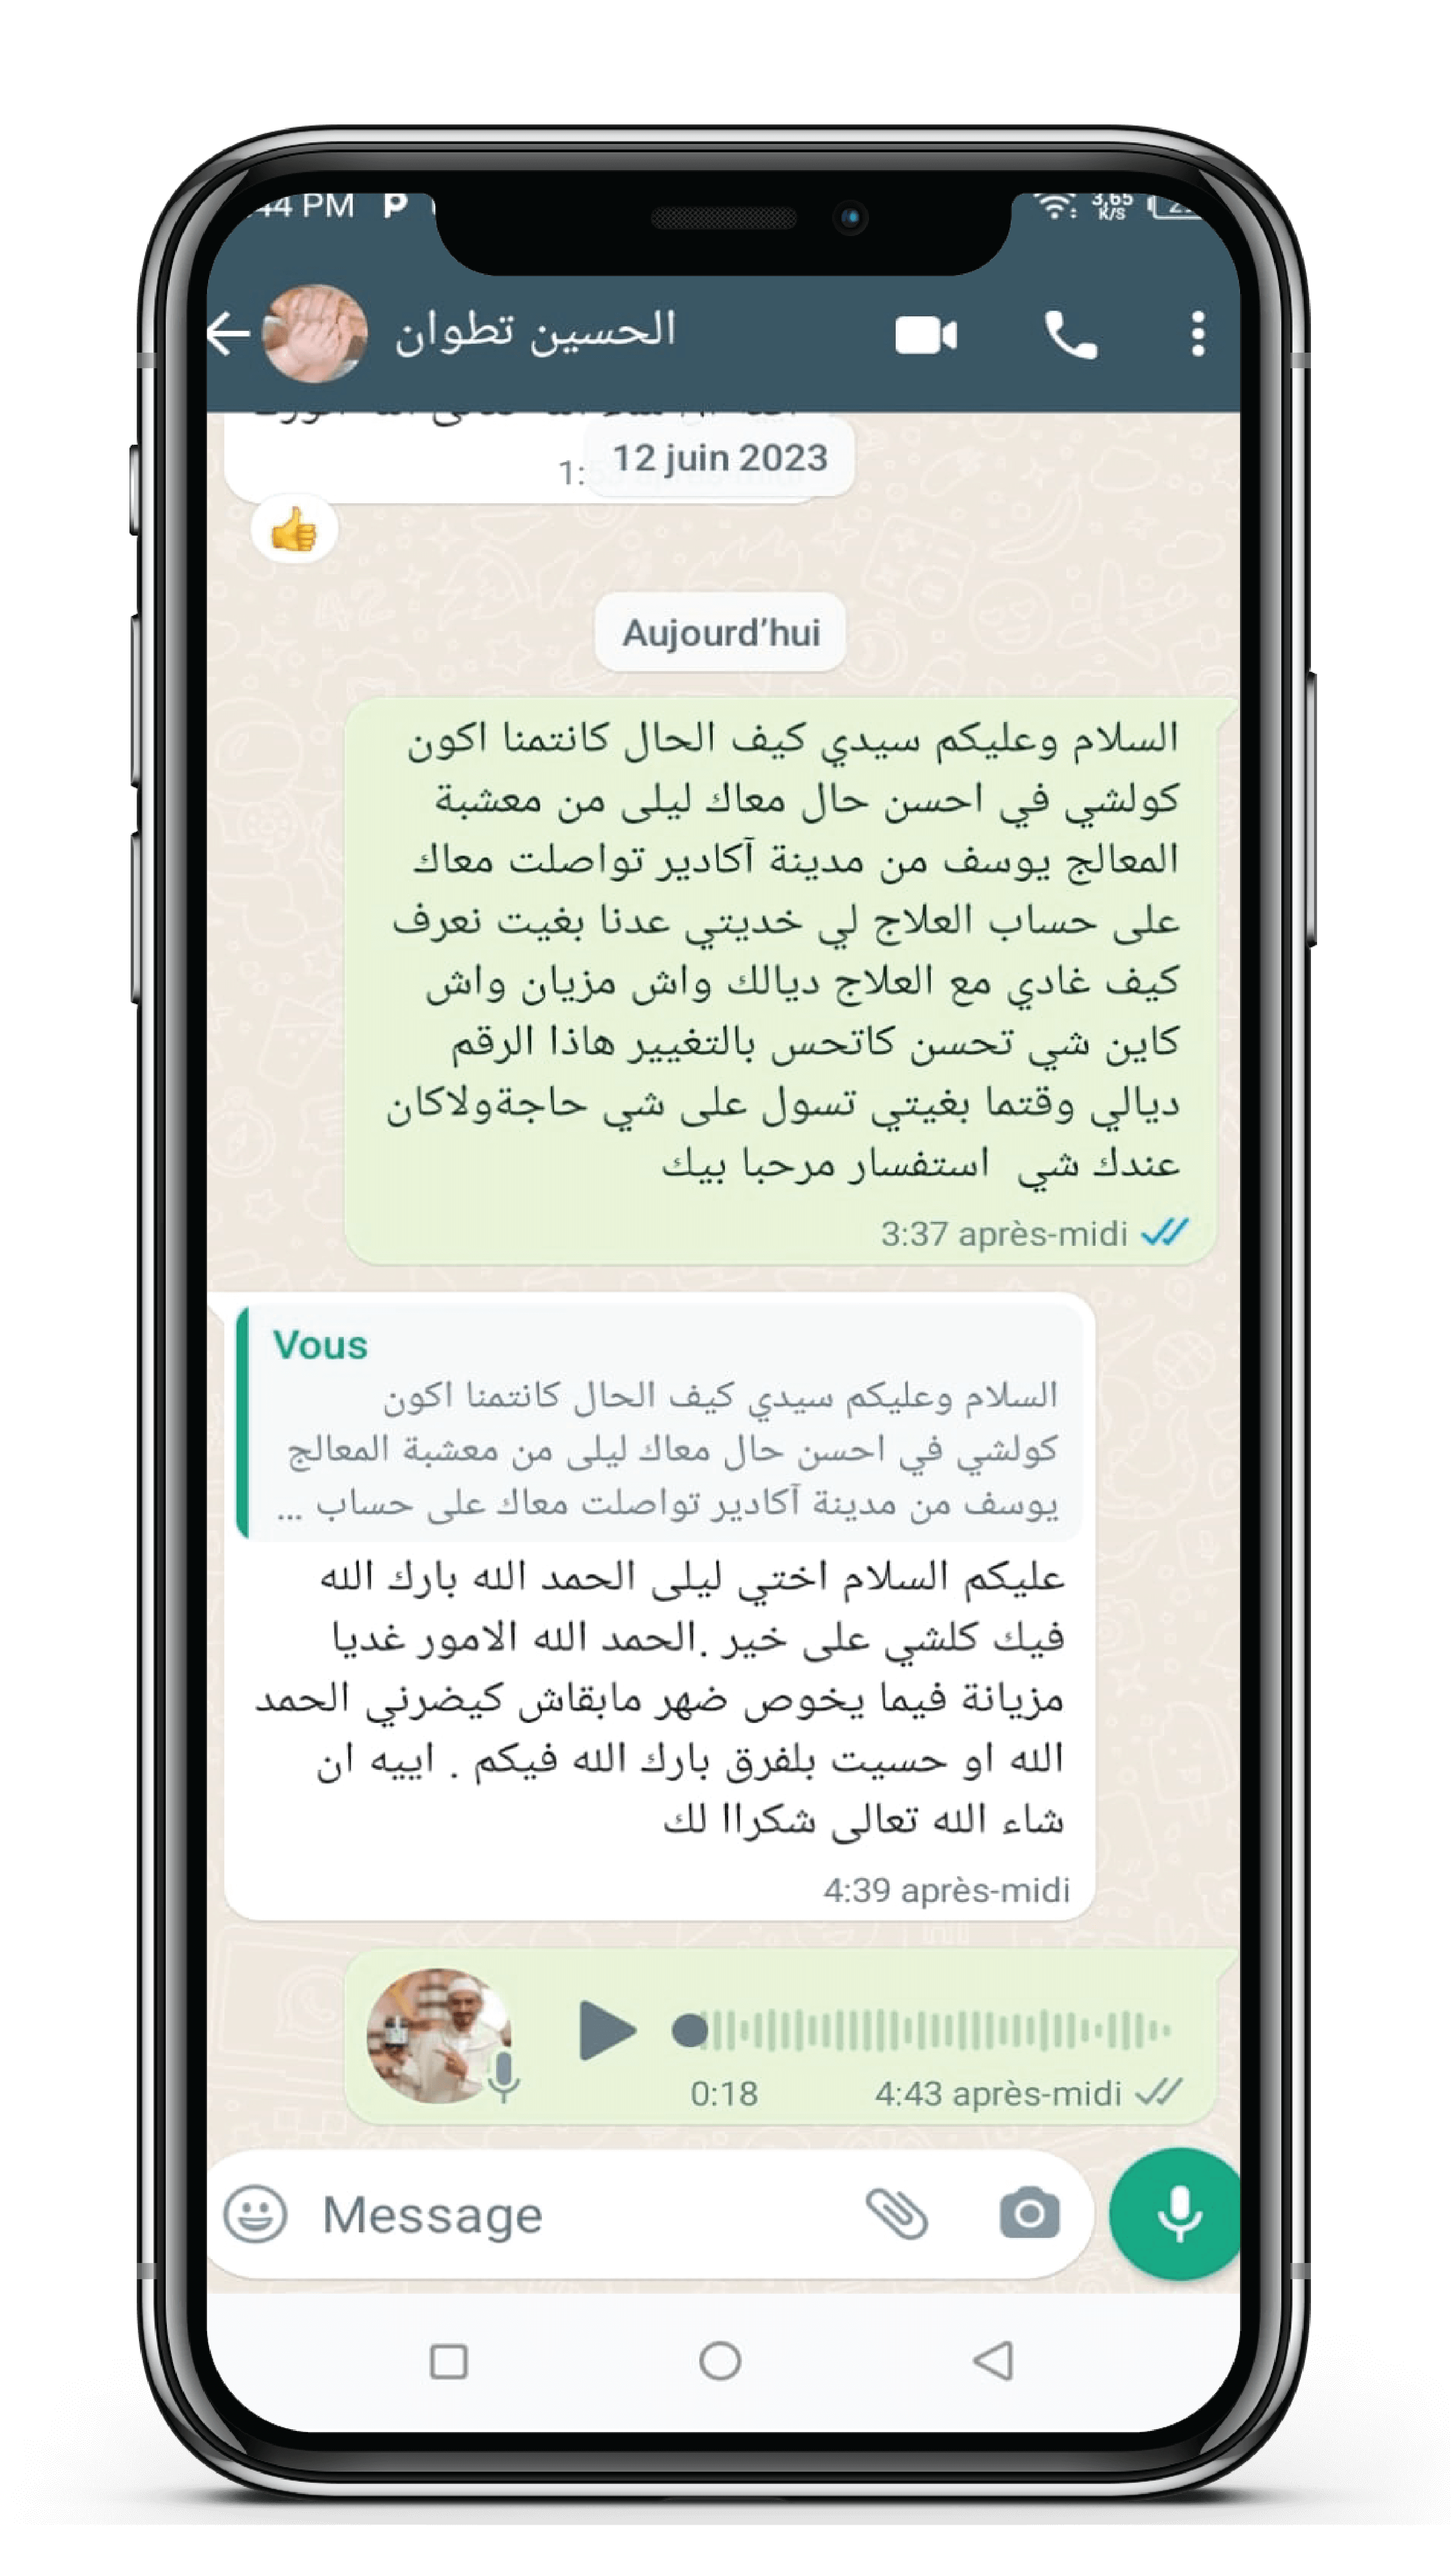 44 PM
3,65
K/S
الحسين تطوان
12 juin 2023
👍
Aujourd’hui
السلام وعليكم سيدي كيف الحال كانتمنا اكون
كولشي في احسن حال معاك ليلى من معشبة
المعالج يوسف من مدينة آكادير تواصلت معاك
على حساب العلاج لي خديتي عدنا بغيت نعرف
كيف غادي مع العلاج ديالك واش مزيان واش
كاين شي تحسن كاتحس بالتغيير هاذا الرقم
ديالي وقتما بغيتي تسول على شي حاجةولاكان
عندك شي استفسار مرحبا بيك
3:37 après-midi
Vous
السلام وعليكم سيدي كيف الحال كانتمنا اكون
كولشي في احسن حال معاك ليلى من معشبة المعالج
يوسف من مدينة آكادير تواصلت معاك على حساب ...
عليكم السلام اختي ليلى الحمد الله بارك الله
فيك كلشي على خير .الحمد الله الامور غديا
مزيانة فيما يخوص ضهر مابقاش كيضرني الحمد
الله او حسيت بلفرق بارك الله فيكم . اييه ان
شاء الله تعالى شكراا لك
4:39 après-midi
0:18
4:43 après-midi
Message